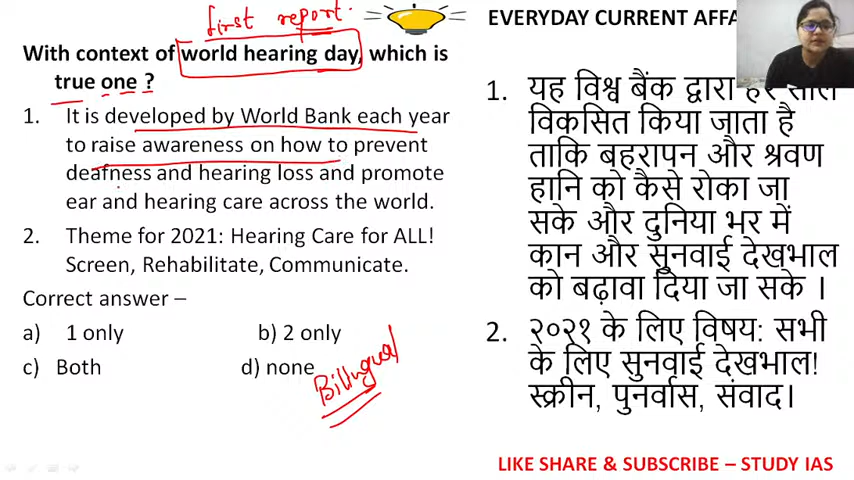 first report.
EVERYDAY CURRENT AFFA
With context of world hearing day, which is
true one ?
1. It is developed by World Bank each year
to raise awareness on how to prevent
deafness and hearing loss and promote
ear and hearing care across the world.
2. Theme for 2021: Hearing Care for ALL!
Screen, Rehabilitate, Communicate.
Correct answer –
a) 1 only b) 2 only
c) Both d) none
Billingual
1. यह विश्व बैंक द्वारा हर साल
विकसित किया जाता है
ताकि बहरापन और श्रवण
हानि को कैसे रोका जा
सके और दुनिया भर में
कान और सुनवाई देखभाल
को बढ़ावा दिया जा सके ।
2. २०२१ के लिए विषय: सभी
के लिए सुनवाई देखभाल!
स्क्रीन, पुनर्वास, संवाद।
LIKE SHARE & SUBSCRIBE – STUDY IAS